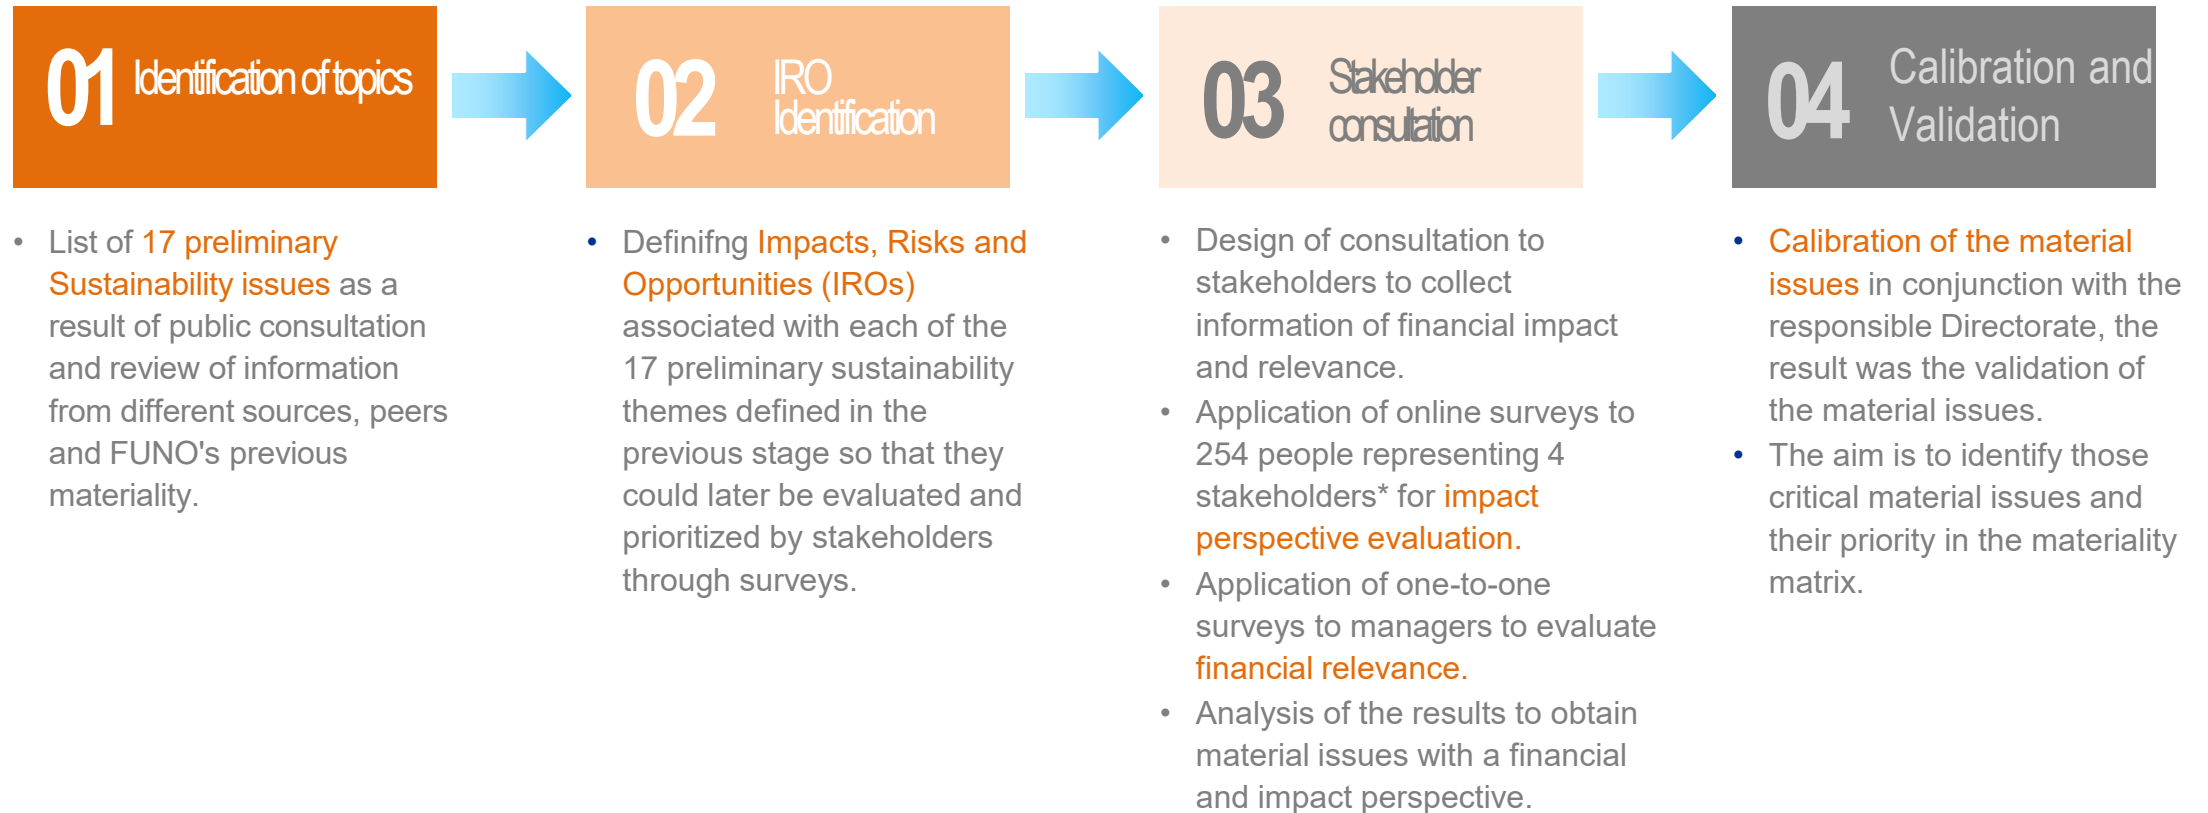 01 Identification of topics
• List of 17 preliminary
Sustainability issues as a
result of public consultation
and review of information
from different sources, peers
and FUNO's previous
materiality.
02 IRO
Identification
• Definifng Impacts, Risks and
Opportunities (IROs)
associated with each of the
17 preliminary sustainability
themes defined in the
previous stage so that they
could later be evaluated and
prioritized by stakeholders
through surveys.
03 Stakeholder
consultation
• Design of consultation to
stakeholders to collect
information of financial impact
and relevance.
• Application of online surveys to
254 people representing 4
stakeholders* for impact
perspective evaluation.
• Application of one-to-one
surveys to managers to evaluate
financial relevance.
• Analysis of the results to obtain
material issues with a financial
and impact perspective.
04 Calibration and
Validation
• Calibration of the material
issues in conjunction with the
responsible Directorate, the
result was the validation of
the material issues.
• The aim is to identify those
critical material issues and
their priority in the materiality
matrix.